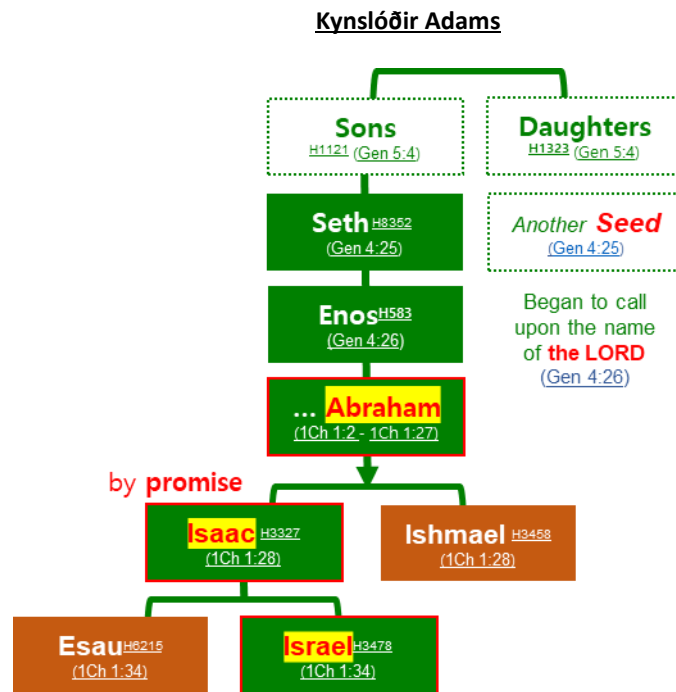 Kynslóðir Adams
Sons
H1121 (Gen 5:4)
Daughters
H1323 (Gen 5:4)
Seth H8352
(Gen 4:25)
Another Seed
(Gen 4:25)
Enos H583
(Gen 4:26)
Began to call
upon the name
of the LORD
(Gen 4:26)
... Abraham
(1Ch 1:2 - 1Ch 1:27)
by promise
Isaac H3327
(1Ch 1:28)
Ishmael H3458
(1Ch 1:28)
Esau H6215
(1Ch 1:34)
Israel H3478
(1Ch 1:34)